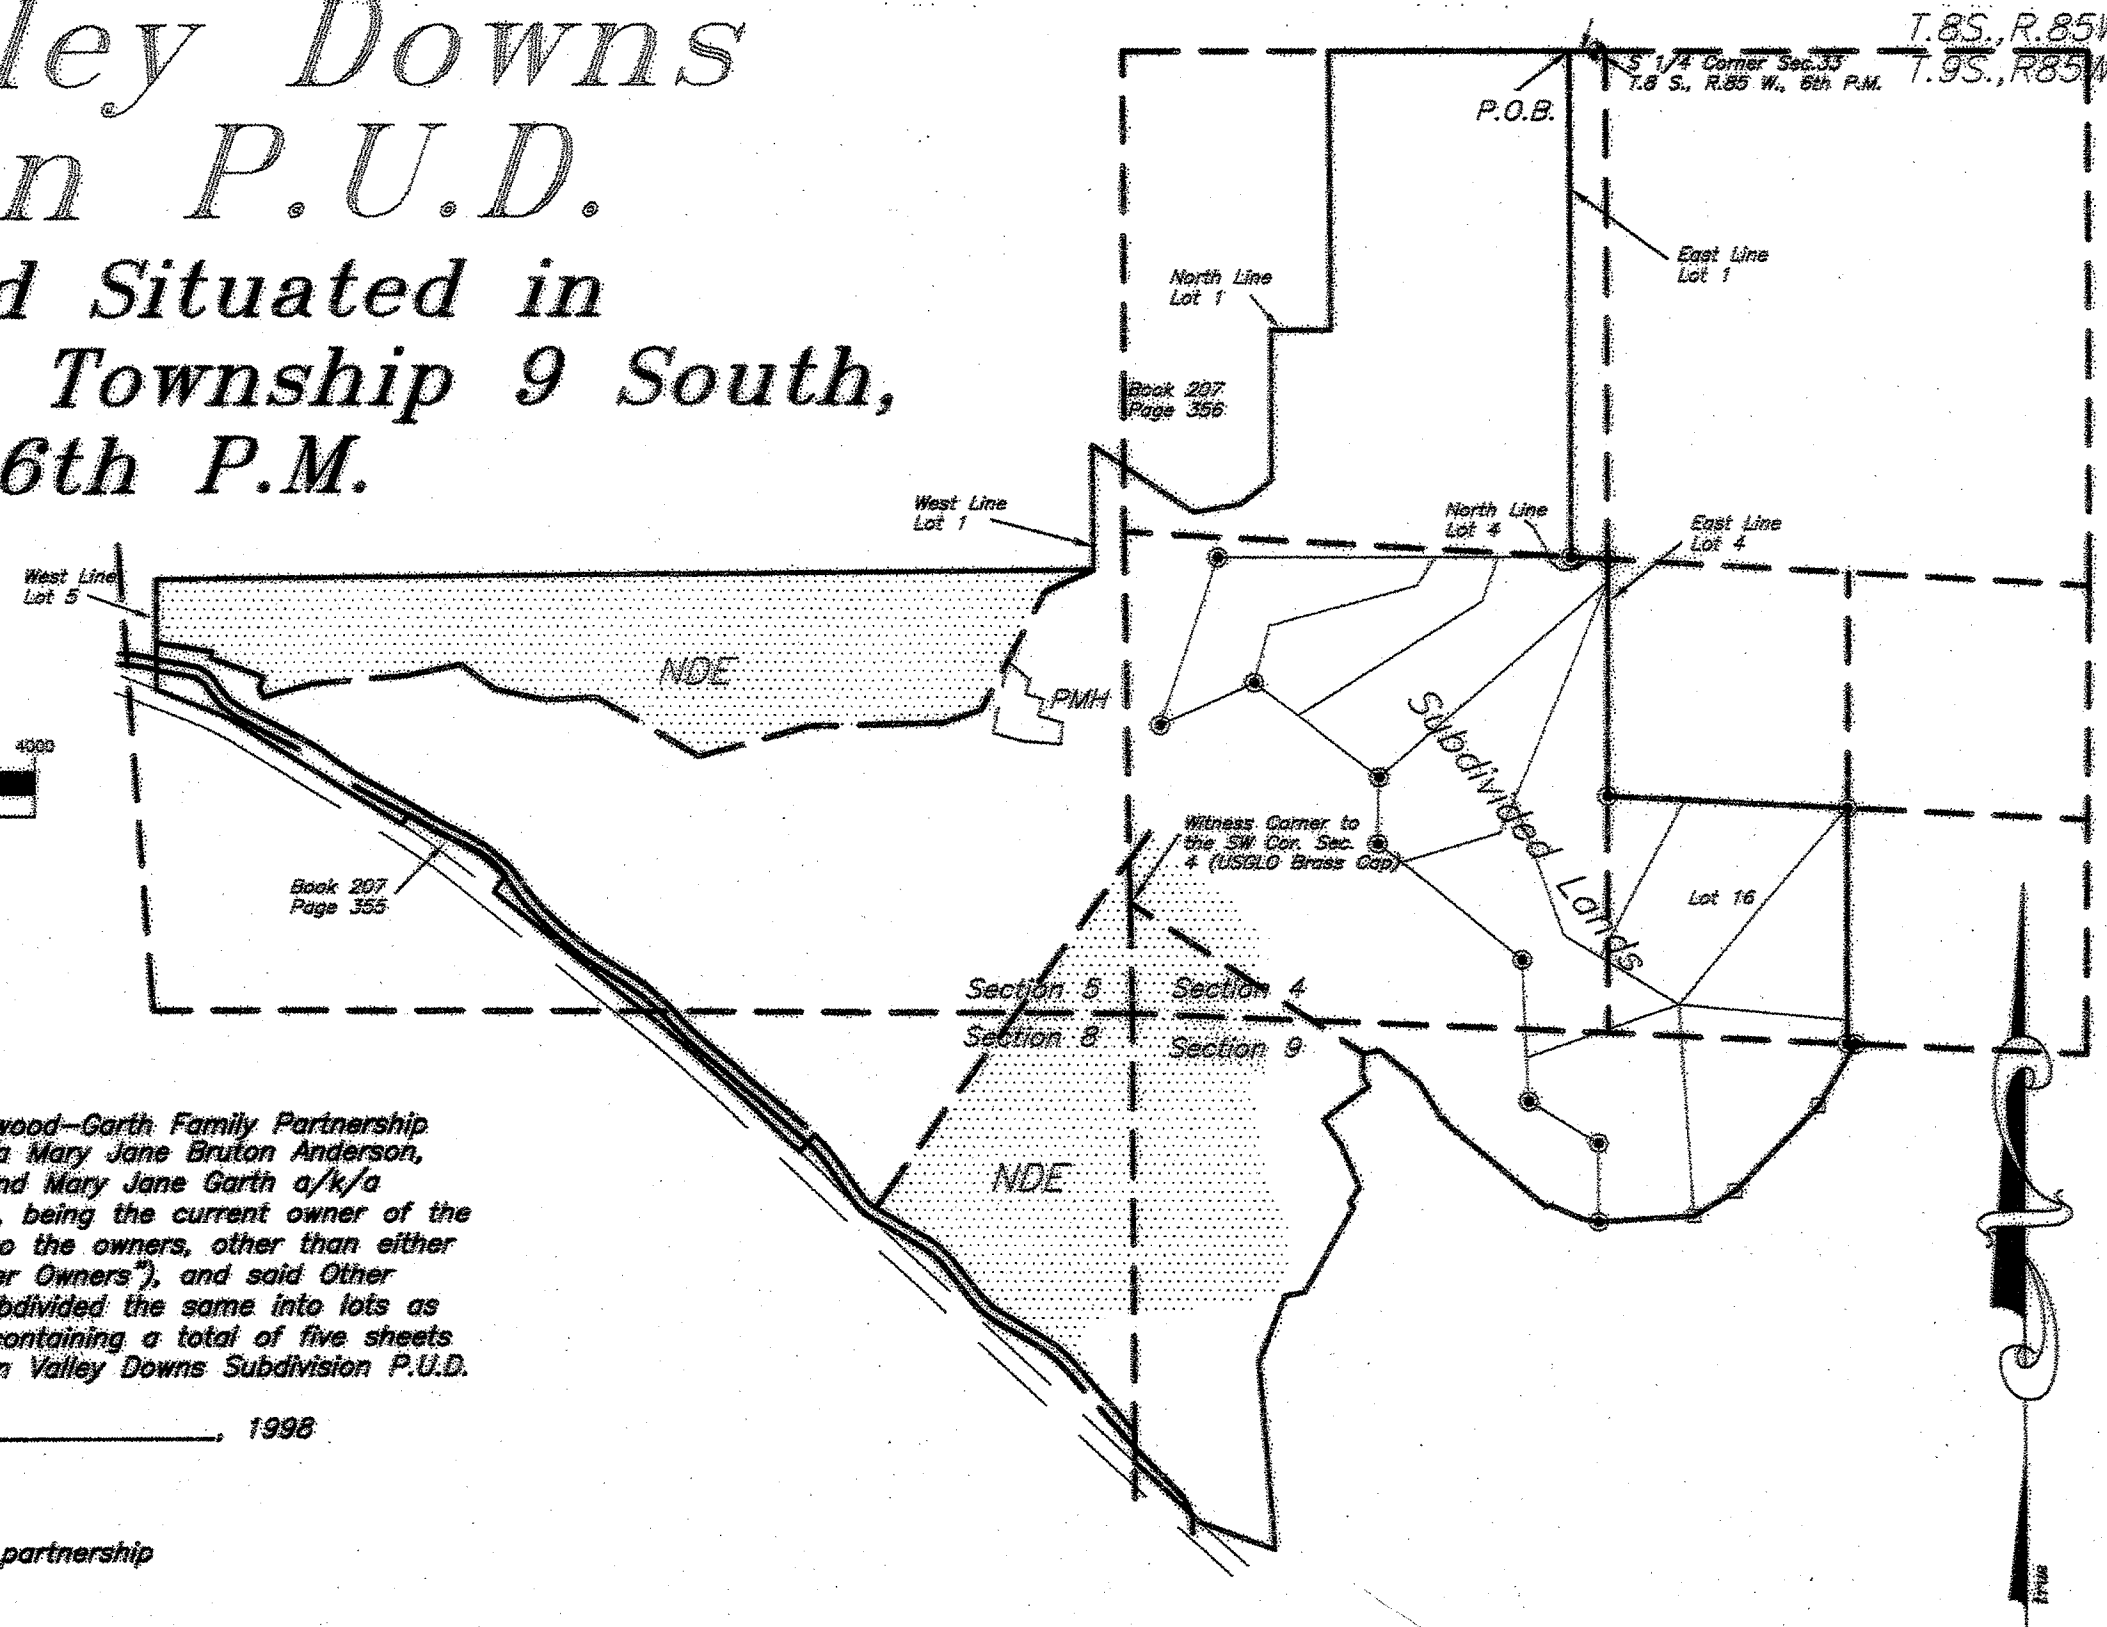 ley Downs
n P.U.D.
d Situated in
Township 9 South,
6th P.M.
T.8S.,R.85W
T.9S.,R85W
S 1/4 Corner Sec.33
T.8 S., R.85 W., 6th P.M.
P.O.B.
East Line
Lot 1
North Line
Lot 1
Book 207
Page 356
West Line
Lot 1
North Line
Lot 4
East Line
Lot 4
West Line
Lot 5
NDE
PMH
Subdivided Lands
4000
Witness Corner to
the SW Cor. Sec.
4 (USGLO Brass Cap)
Book 207
Page 355
Lot 16
Section 5
Section 4
Section 8
Section 9
NDE
wood-Garth Family Partnership
a Mary Jane Bruton Anderson,
nd Mary Jane Garth a/k/a
, being the current owner of the
o the owners, other than either
er Owners"), and said Other
bdivided the same into lots as
containing a total of five sheets
n Valley Downs Subdivision P.U.D.
, 1998
partnership